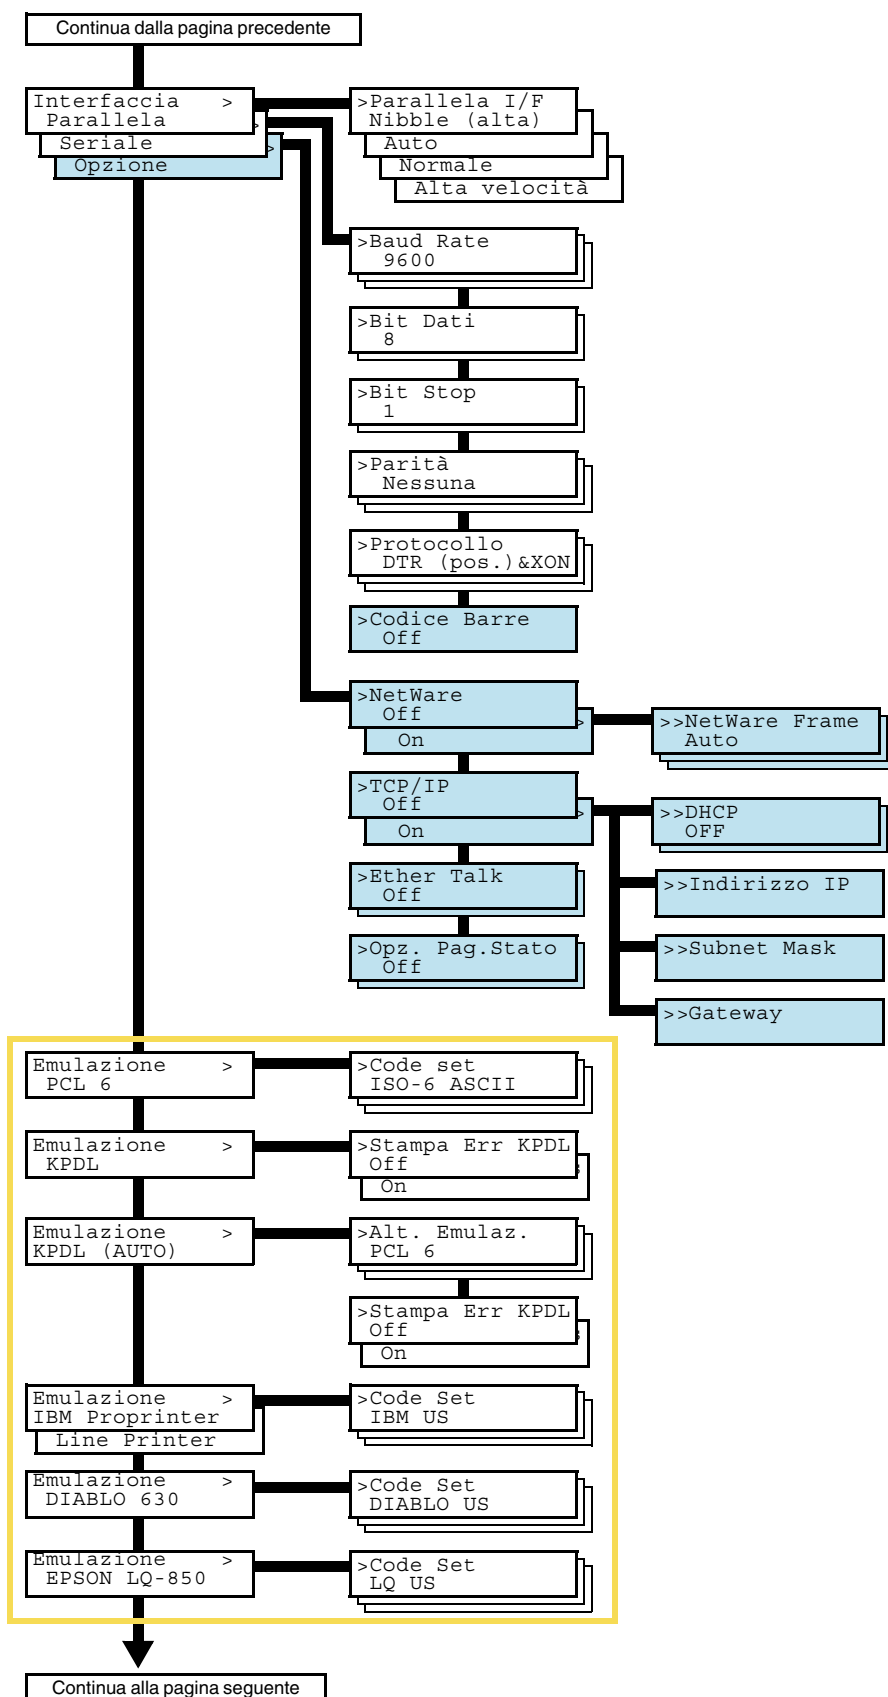 Continua dalla pagina precedente
Interfaccia >
Parallela
>
Seriale
>
Opzione
>Parallela I/F
Nibble (alta)
Auto
Normale
Alta velocità
>Baud Rate
9600
>Bit Dati
8
>Bit Stop
1
>Parità
Nessuna
>Protocollo
DTR (pos.)&XON
>Codice Barre
Off
>NetWare
Off
>
On
>>NetWare Frame
Auto
>TCP/IP
Off
>
On
>>DHCP
OFF
>>Indirizzo IP
>>Subnet Mask
>>Gateway
>Ether Talk
Off
>Opz. Pag.Stato
Off
Emulazione >
PCL 6
>Code set
ISO-6 ASCII
Emulazione >
KPDL
>Stampa Err KPDL
Off
On
Emulazione >
KPDL (AUTO)
>Alt. Emulaz.
PCL 6
>Stampa Err KPDL
Off
On
Emulazione >
IBM Proprinter
Line Printer
>Code Set
IBM US
Emulazione >
DIABLO 630
>Code Set
DIABLO US
Emulazione >
EPSON LQ-850
>Code Set
LQ US
Continua alla pagina seguente